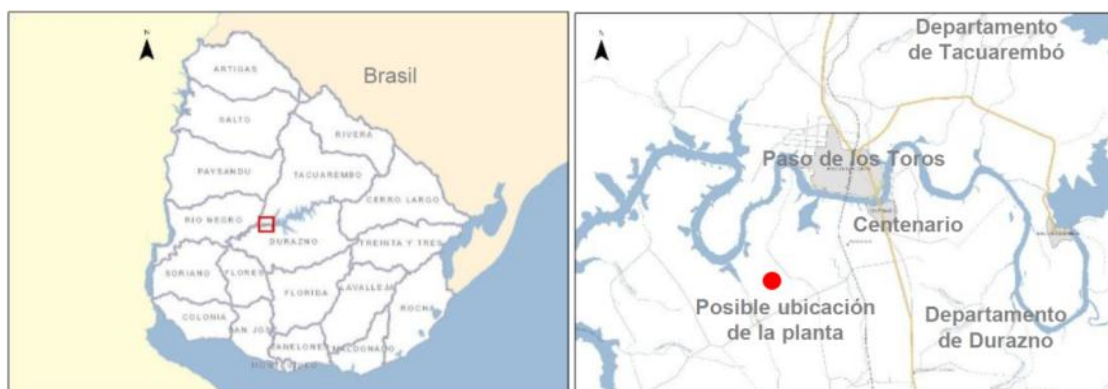 N
ARTIGAS
Brasil
SALTO
RIVERA
PAYSANDU
TACUAREMBO
CERRO LARGO
RIO NEGRO
DURAZNO
TREINTA Y TRES
SORIANO
FLORES
FLORIDA
LAVALLEJA
ROCHA
COLONIA
SAN JOSE
CANELONES
MALDONADO
MONTEVIDEO
N
Departamento
de Tacuarembó
Paso de los Toros
Centenario
Posible ubicación
de la planta
Departamento
de Durazno